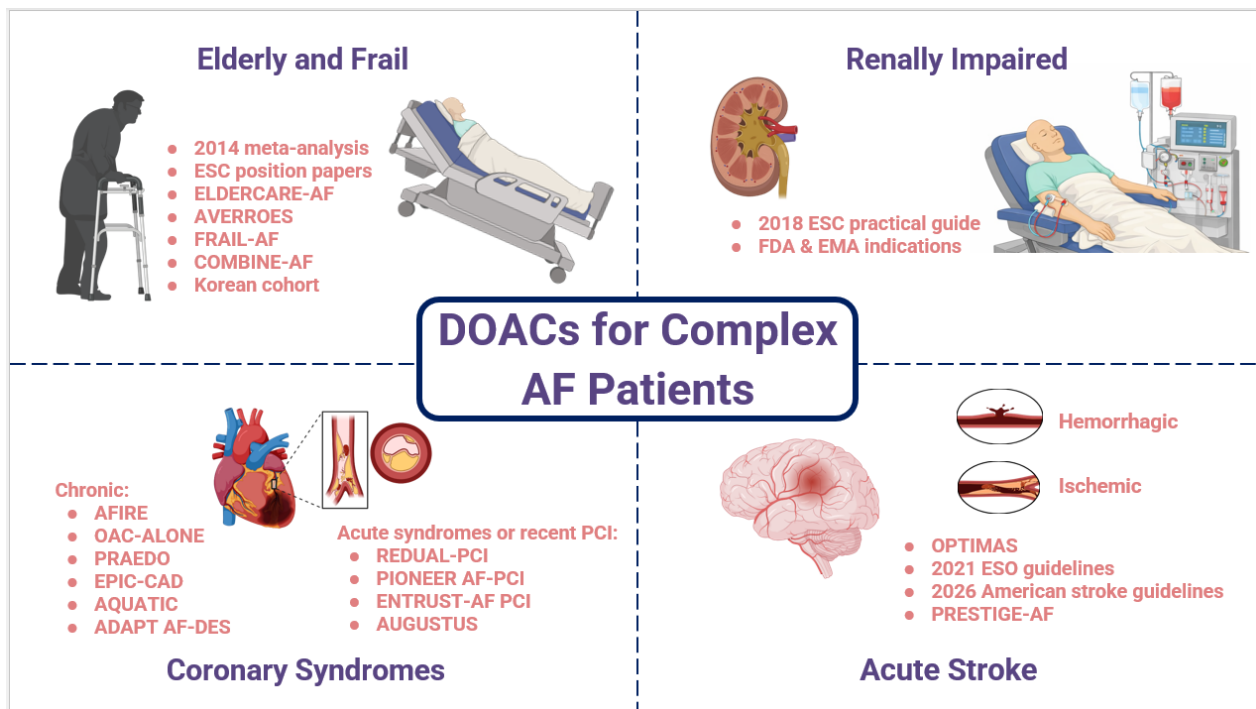 Elderly and Frail
● 2014 meta-analysis
● ESC position papers
● ELDERCARE-AF
● AVERROES
● FRAIL-AF
● COMBINE-AF
● Korean cohort
Renally Impaired
● 2018 ESC practical guide
● FDA & EMA indications
DOACs for Complex
AF Patients
Chronic:
● AFIRE
● OAC-ALONE
● PRAEDO
● EPIC-CAD
● AQUATIC
● ADAPT AF-DES
Acute syndromes or recent PCI:
● REDUAL-PCI
● PIONEER AF-PCI
● ENTRUST-AF PCI
● AUGUSTUS
Coronary Syndromes
Hemorrhagic
Ischemic
● OPTIMAS
● 2021 ESO guidelines
● 2026 American stroke guidelines
● PRESTIGE-AF
Acute Stroke